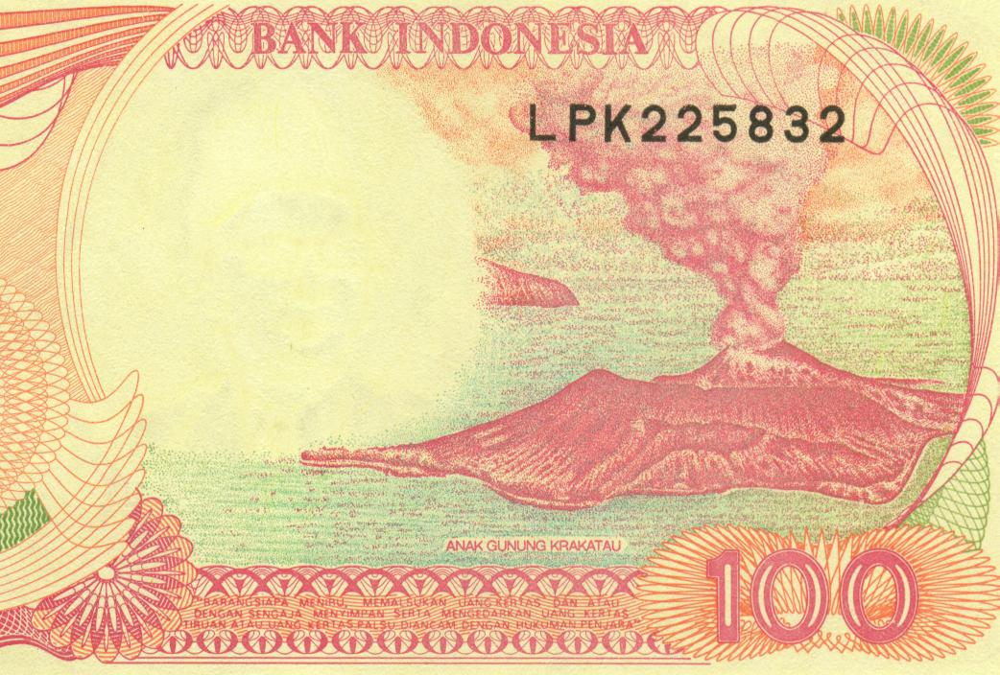 BANK INDONESIA
LPK225832
ANAK GUNUNG KRAKATAU
100
"BARANGSIAPA MENIRU, MEMALSUKAN UANG KERTAS DAN ATAU
DENGAN SENGAJA MENYIMPAN SERTA MENGEDARKAN UANG KERTAS
TIRUAN ATAU UANG KERTAS PALSU DIANCAM DENGAN HUKUMAN PENJARA"